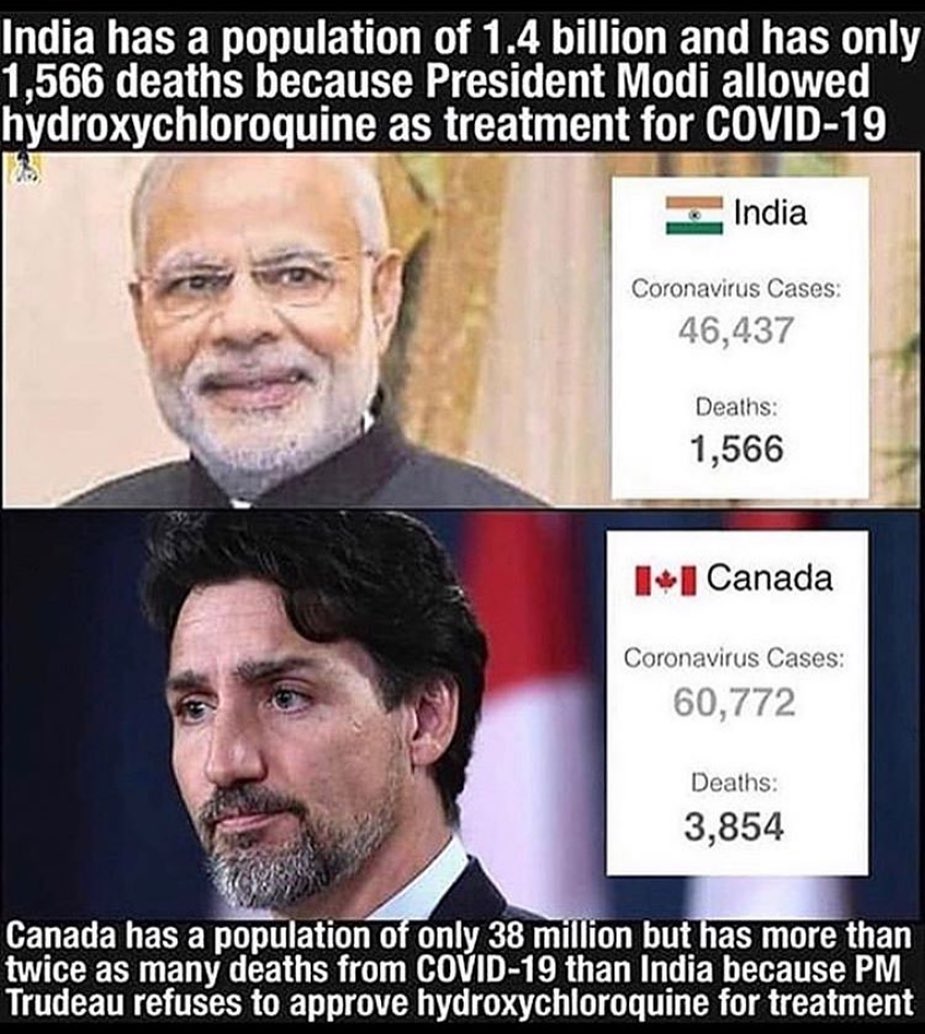 India has a population of 1.4 billion and has only
1,566 deaths because President Modi allowed
hydroxychloroquine as treatment for COVID-19
India
Coronavirus Cases:
46,437
Deaths:
1,566
Canada
Coronavirus Cases:
60,772
Deaths:
3,854
Canada has a population of only 38 million but has more than
twice as many deaths from COVID-19 than India because PM
Trudeau refuses to approve hydroxychloroquine for treatment